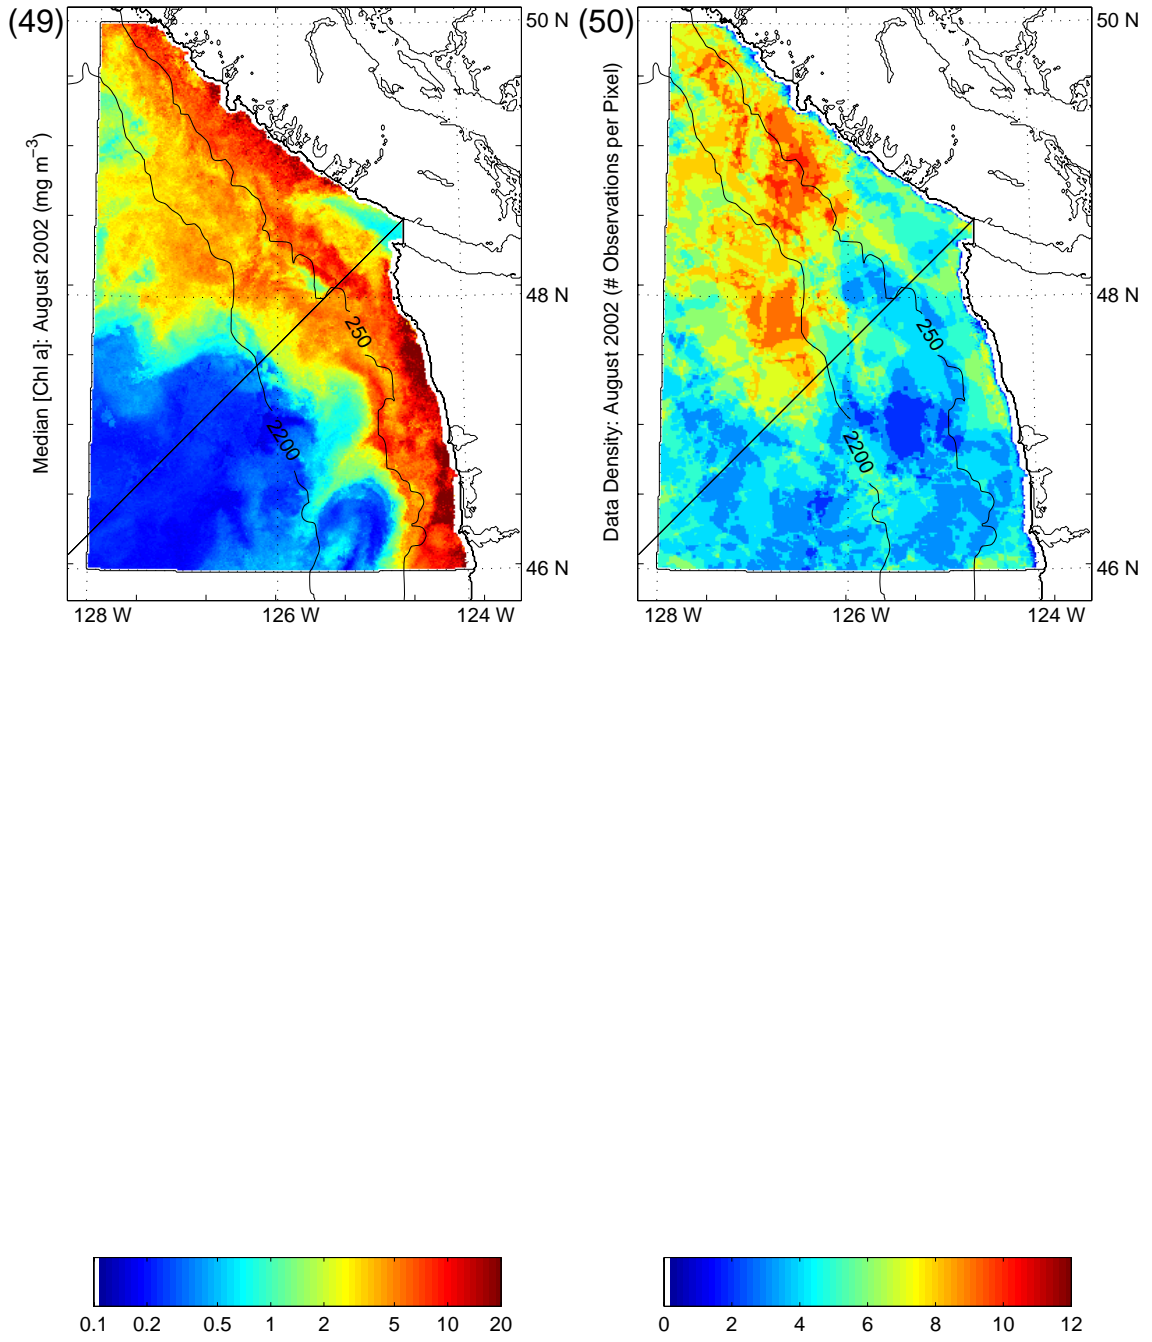 (49)
Median [Chl a]: August 2002 (mg m⁻³)
50 N
48 N
46 N
128 W 126 W 124 W
250
2200
(50)
Data Density: August 2002 (# Observations per Pixel)
50 N
48 N
46 N
128 W 126 W 124 W
250
2200
0.1 0.2 0.5 1 2 5 10 20
0 2 4 6 8 10 12